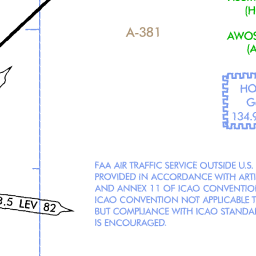 A-381
(H
AWOS
(A
HO
G
134.9
FAA AIR TRAFFIC SERVICE OUTSIDE U.S.
PROVIDED IN ACCORDANCE WITH ARTI
AND ANNEX 11 OF ICAO CONVENTION
ICAO CONVENTION NOT APPLICABLE T
BUT COMPLIANCE WITH ICAO STANDA
IS ENCOURAGED.
3.5 LEV 82